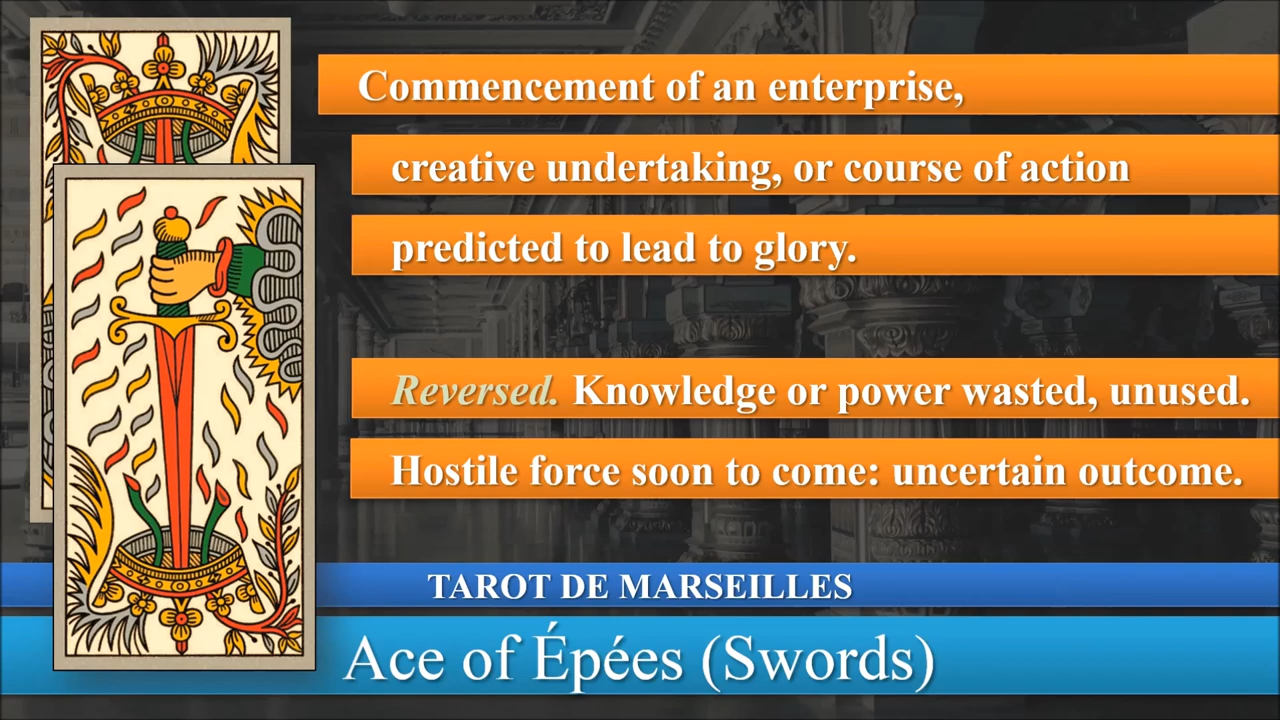 Commencement of an enterprise,
creative undertaking, or course of action
predicted to lead to glory.
Reversed. Knowledge or power wasted, unused.
Hostile force soon to come: uncertain outcome.
TAROT DE MARSEILLES
Ace of Épées (Swords)